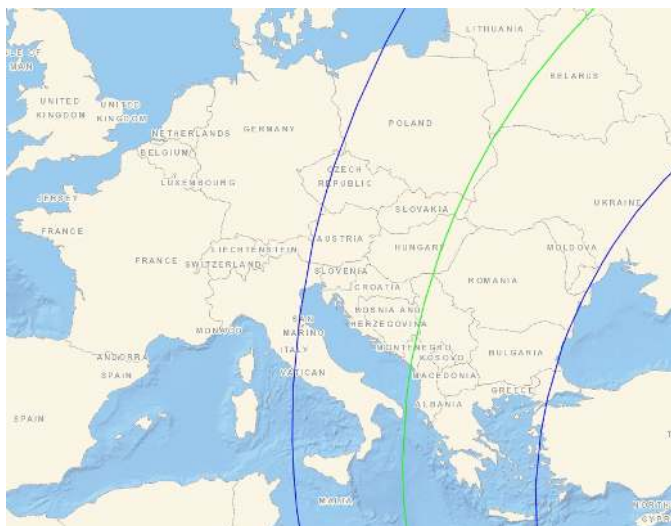 LITHUANIA
ISLE OF
MAN
BELARUS
UNITED
KINGDOM
UNITED
KINGDOM
NETHERLANDS
GERMANY
POLAND
BELGIUM
LUXEMBOURG
CZECH
REPUBLIC
JERSEY
UKRAINE
SLOVAKIA
FRANCE
AUSTRIA
LIECHTENSTEIN
HUNGARY
MOLDOVA
FRANCE
SWITZERLAND
SLOVENIA
ROMANIA
CROATIA
BOSNIA AND
HERZEGOVINA
SAN
MARINO
MONACO
MONTENEGRO
ITALY
KOSOVO
BULGARIA
ANDORRA
SPAIN
VATICAN
MACEDONIA
GREECE
ALBANIA
SPAIN
T
MALTA
NORTH
CYPR